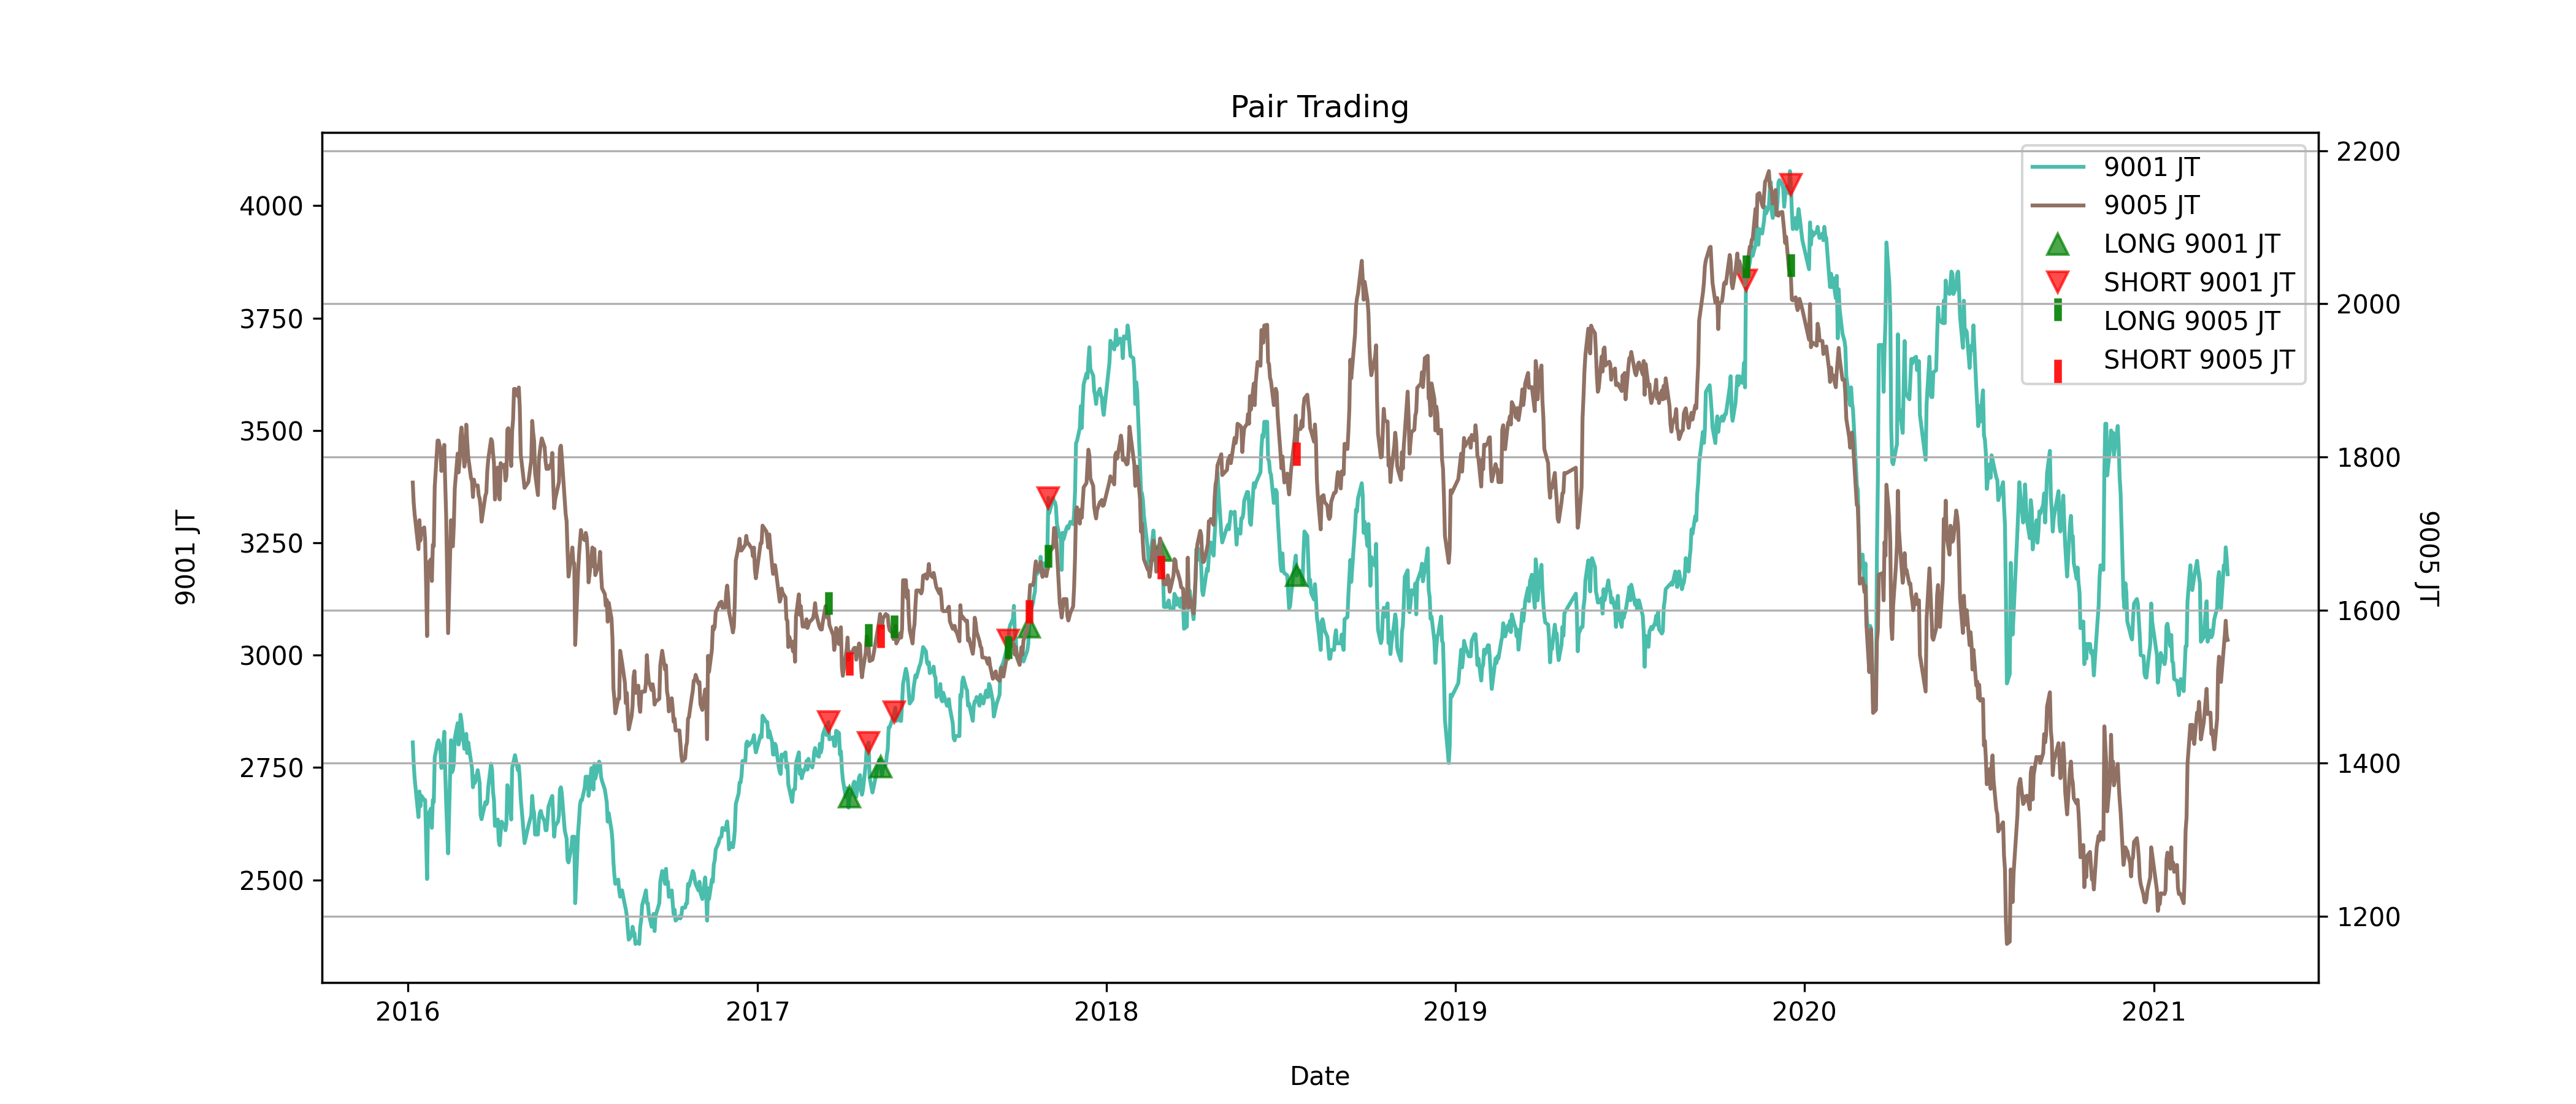 Pair Trading
9001 JT
9005 JT
LONG 9001 JT
SHORT 9001 JT
LONG 9005 JT
SHORT 9005 JT
4000
3750
3500
3250
3000
2750
2500
9001 JT
2200
2000
1800
1600
1400
1200
9005 JT
2016 2017 2018 2019 2020 2021
Date